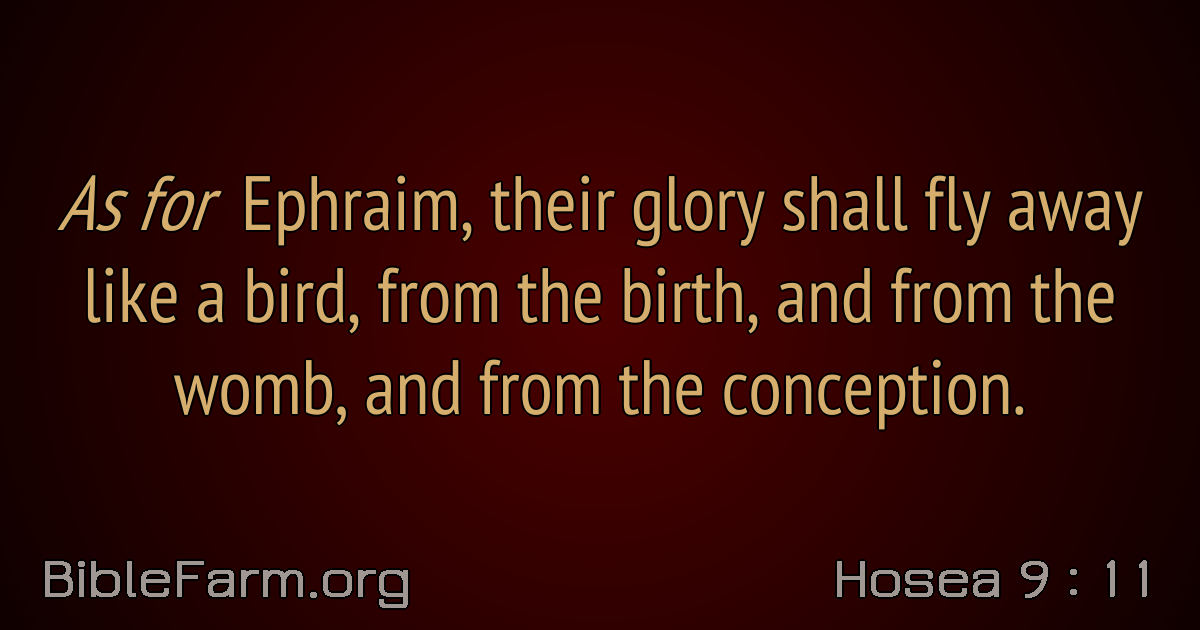 As for Ephraim, their glory shall fly away
like a bird, from the birth, and from the
womb, and from the conception.
BibleFarm.org
Hosea 9 : 11